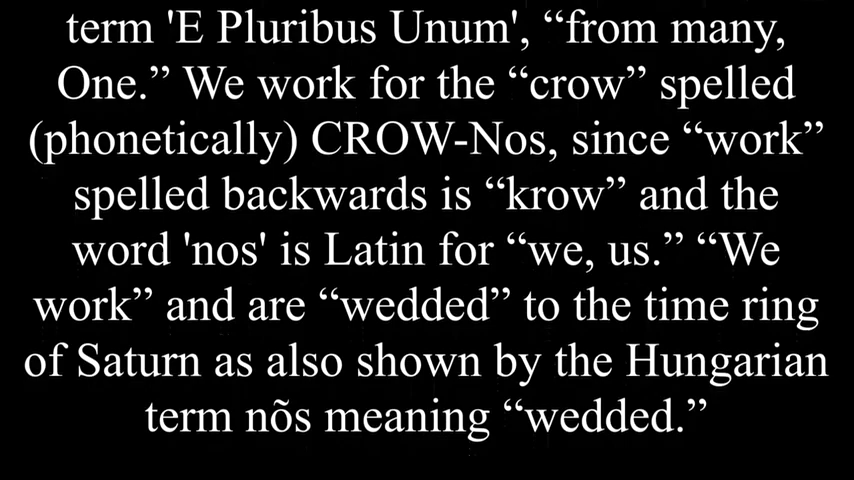 term 'E Pluribus Unum', “from many,
One.” We work for the “crow” spelled
(phonetically) CROW-Nos, since “work”
spelled backwards is “krow” and the
word 'nos' is Latin for “we, us.” “We
work” and are “wedded” to the time ring
of Saturn as also shown by the Hungarian
term nõs meaning “wedded.”